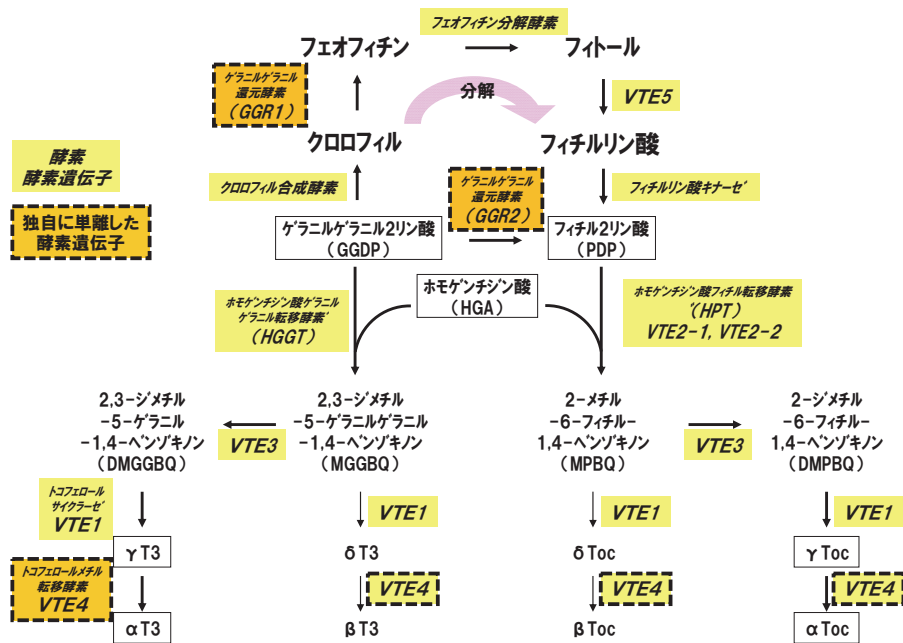 フェオフィチン分解酵素
フェオフィチン
フィトール
ゲラニルゲラニル
還元酵素
(GGR1)
分解
VTE5
クロロフィル
フィチルリン酸
酵素
酵素遺伝子
クロロフィル合成酵素
ゲラニルゲラニル
還元酵素
(GGR2)
フィチルリン酸キナーゼ
独自に単離した
酵素遺伝子
ゲラニルゲラニル2リン酸
(GGDP)
フィチル2リン酸
(PDP)
ホモゲンチジン酸ゲラニル
ゲラニル転移酵素
(HGGT)
ホモゲンチジン酸
(HGA)
ホモゲンチジン酸フィチル転移酵素
(HPT)
VTE2-1, VTE2-2
2,3-ジメチル
-5-ゲラニル
-1,4-ベンゾキノン
(DMGGBQ)
VTE3
2,3-ジメチル
-5-ゲラニルゲラニル
-1,4-ベンゾキノン
(MGGBQ)
2-メチル
-6-フィチル-
1,4-ベンゾキノン
(MPBQ)
VTE3
2-ジメチル
-6-フィチル-
1,4-ベンゾキノン
(DMPBQ)
トコフェロール
サイクラーゼ
VTE1
VTE1
VTE1
VTE1
γT3
δT3
δToc
γToc
トコフェロールメチル
転移酵素
VTE4
VTE4
VTE4
VTE4
αT3
βT3
βToc
αToc